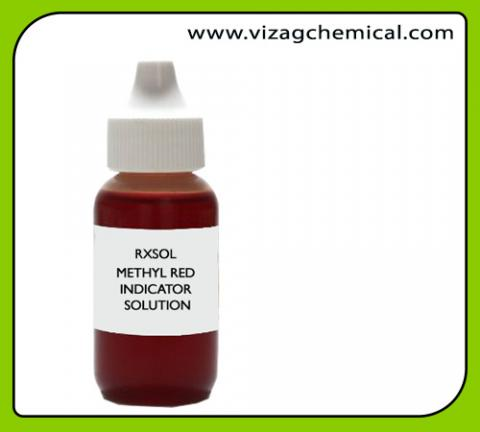 www.vizagchemical.com
RXSOL
METHYL RED
INDICATOR
SOLUTION